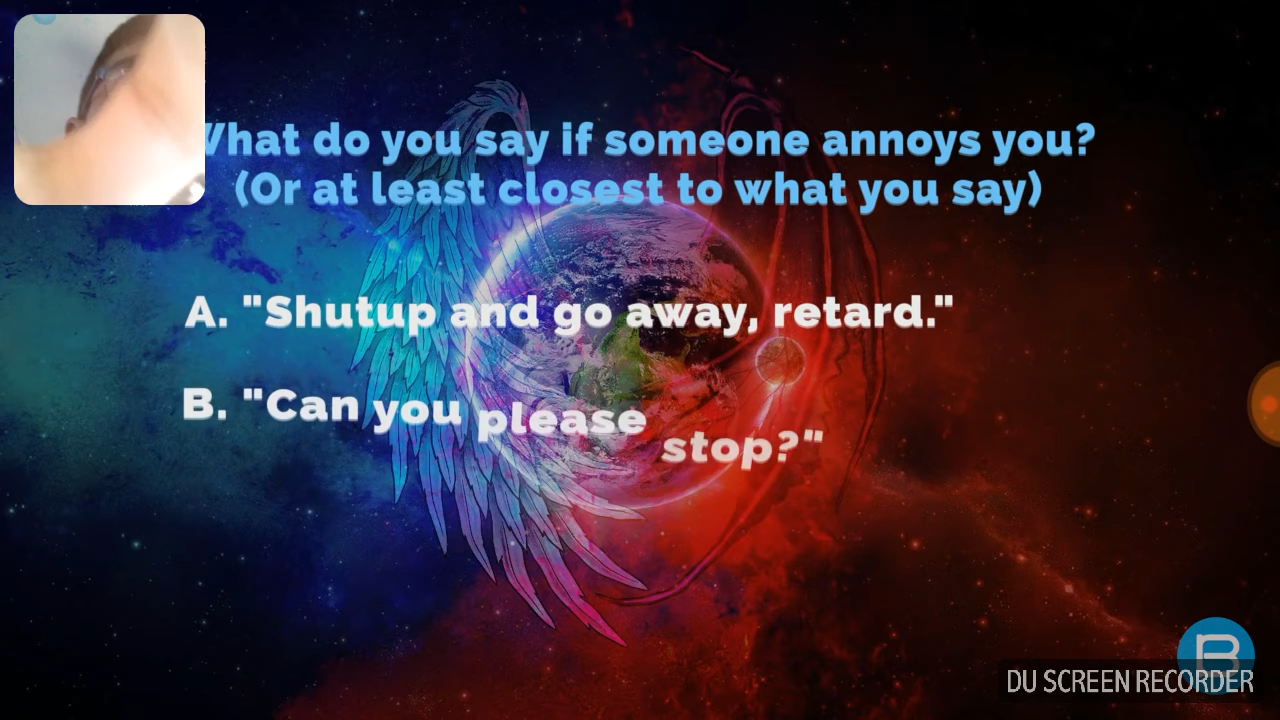 What do you say if someone annoys you?
(Or at least closest to what you say)
A. "Shutup and go away, retard."
B. "Can you please stop?"
B
DU SCREEN RECORDER